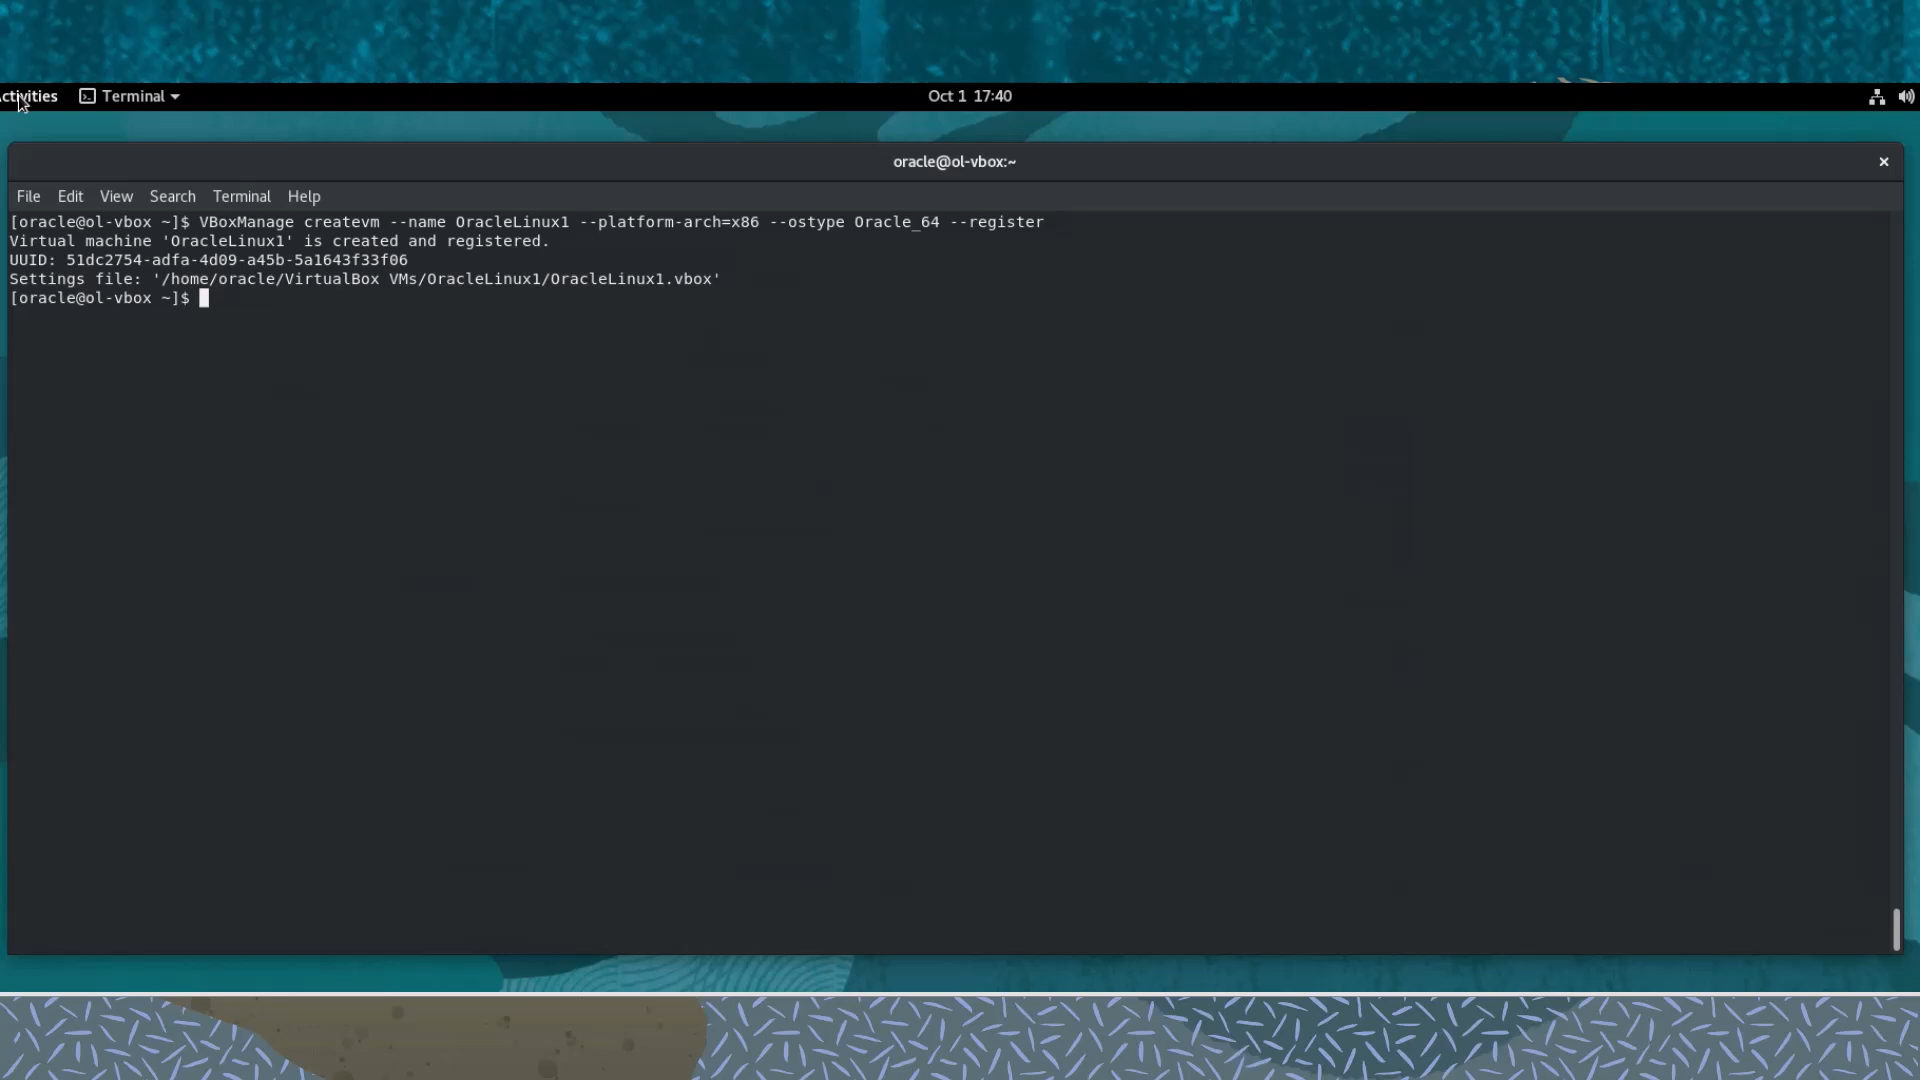 ctivities Terminal Oct 1 17:40
oracle@ol-vbox:~ ×
File Edit View Search Terminal Help
[oracle@ol-vbox ~]$ VBoxManage createvm --name OracleLinux1 --platform-arch=x86 --ostype Oracle_64 --register
Virtual machine 'OracleLinux1' is created and registered.
UUID: 51dc2754-adfa-4d09-a45b-5a1643f33f06
Settings file: '/home/oracle/VirtualBox VMs/OracleLinux1/OracleLinux1.vbox'
[oracle@ol-vbox ~]$